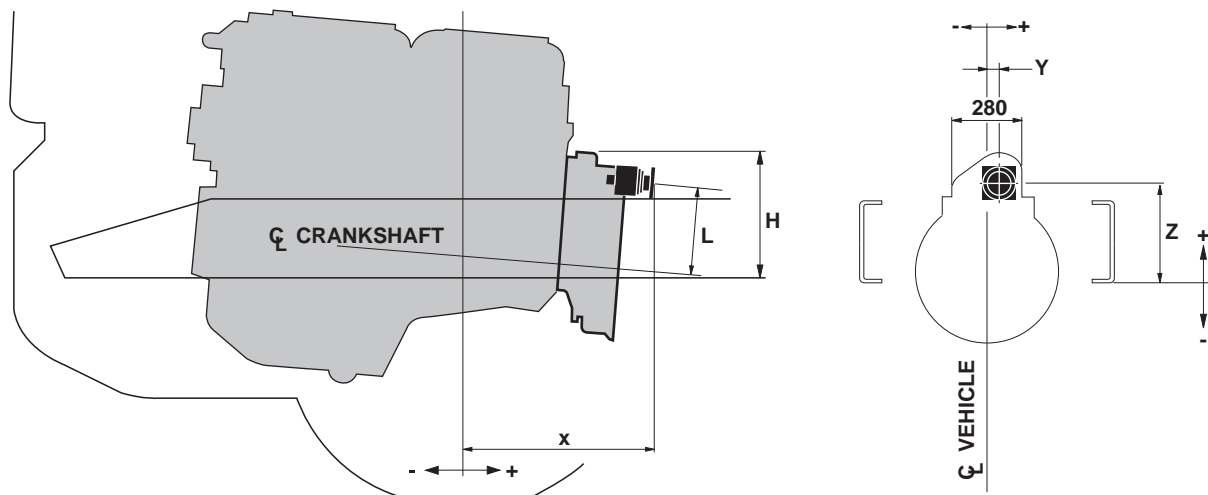 H
L
℄ CRANKSHAFT
x
- +
- +
Y
280
Z
+
-
℄ VEHICLE